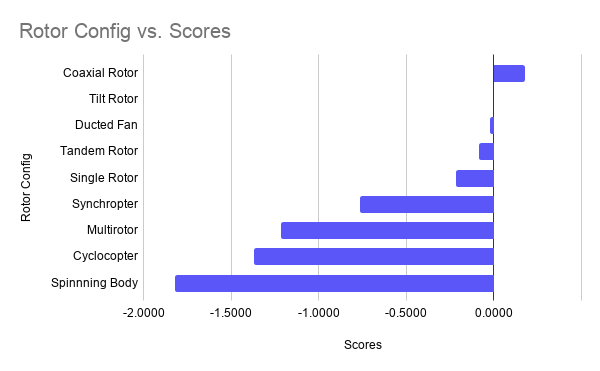 Rotor Config vs. Scores
Coaxial Rotor
Tilt Rotor
Ducted Fan
Tandem Rotor
Single Rotor
Synchropter
Multirotor
Cyclocopter
Spinnning Body
Rotor Config
-2.0000 -1.5000 -1.0000 -0.5000 0.0000
Scores